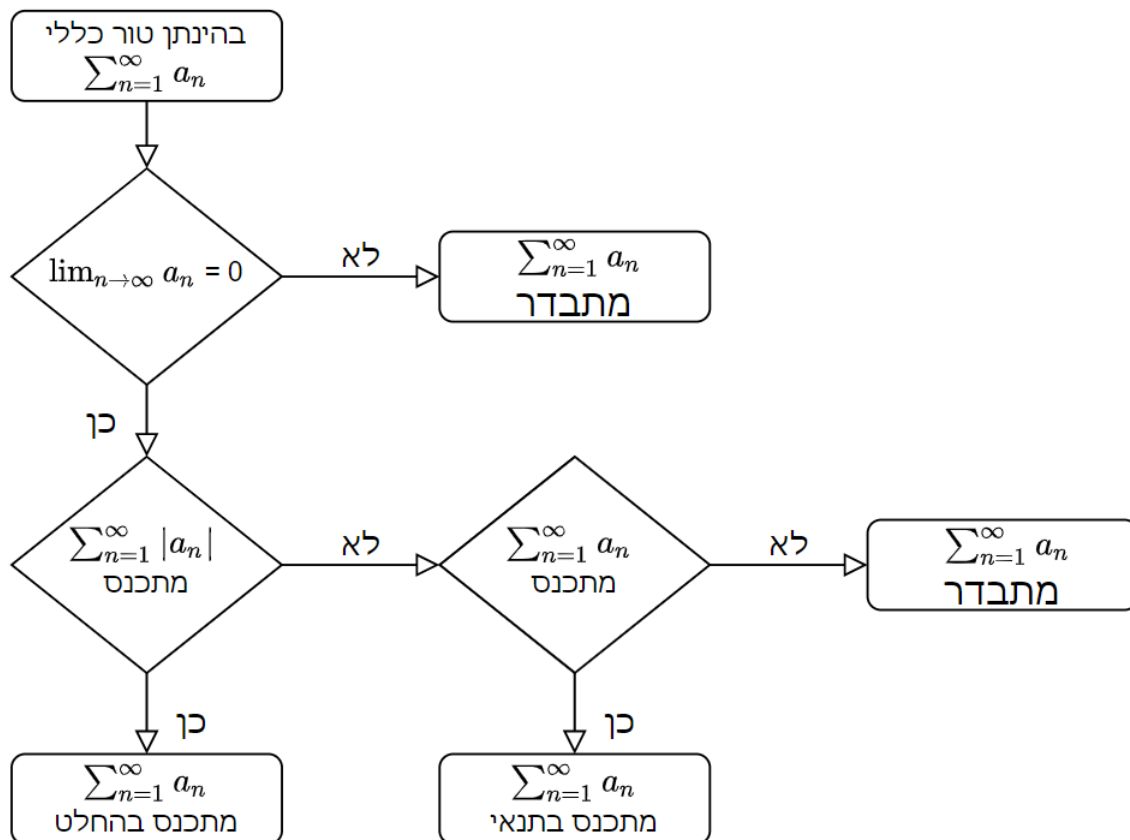 בהינתן טור כללי
∑_{n=1}^{∞} a_n
lim_{n→∞} a_n = 0
לא
∑_{n=1}^{∞} a_n
מתבדר
כן
∑_{n=1}^{∞} |a_n|
מתכנס
לא
∑_{n=1}^{∞} a_n
מתכנס
לא
∑_{n=1}^{∞} a_n
מתבדר
כן
∑_{n=1}^{∞} a_n
מתכנס בהחלט
כן
∑_{n=1}^{∞} a_n
מתכנס בתנאי